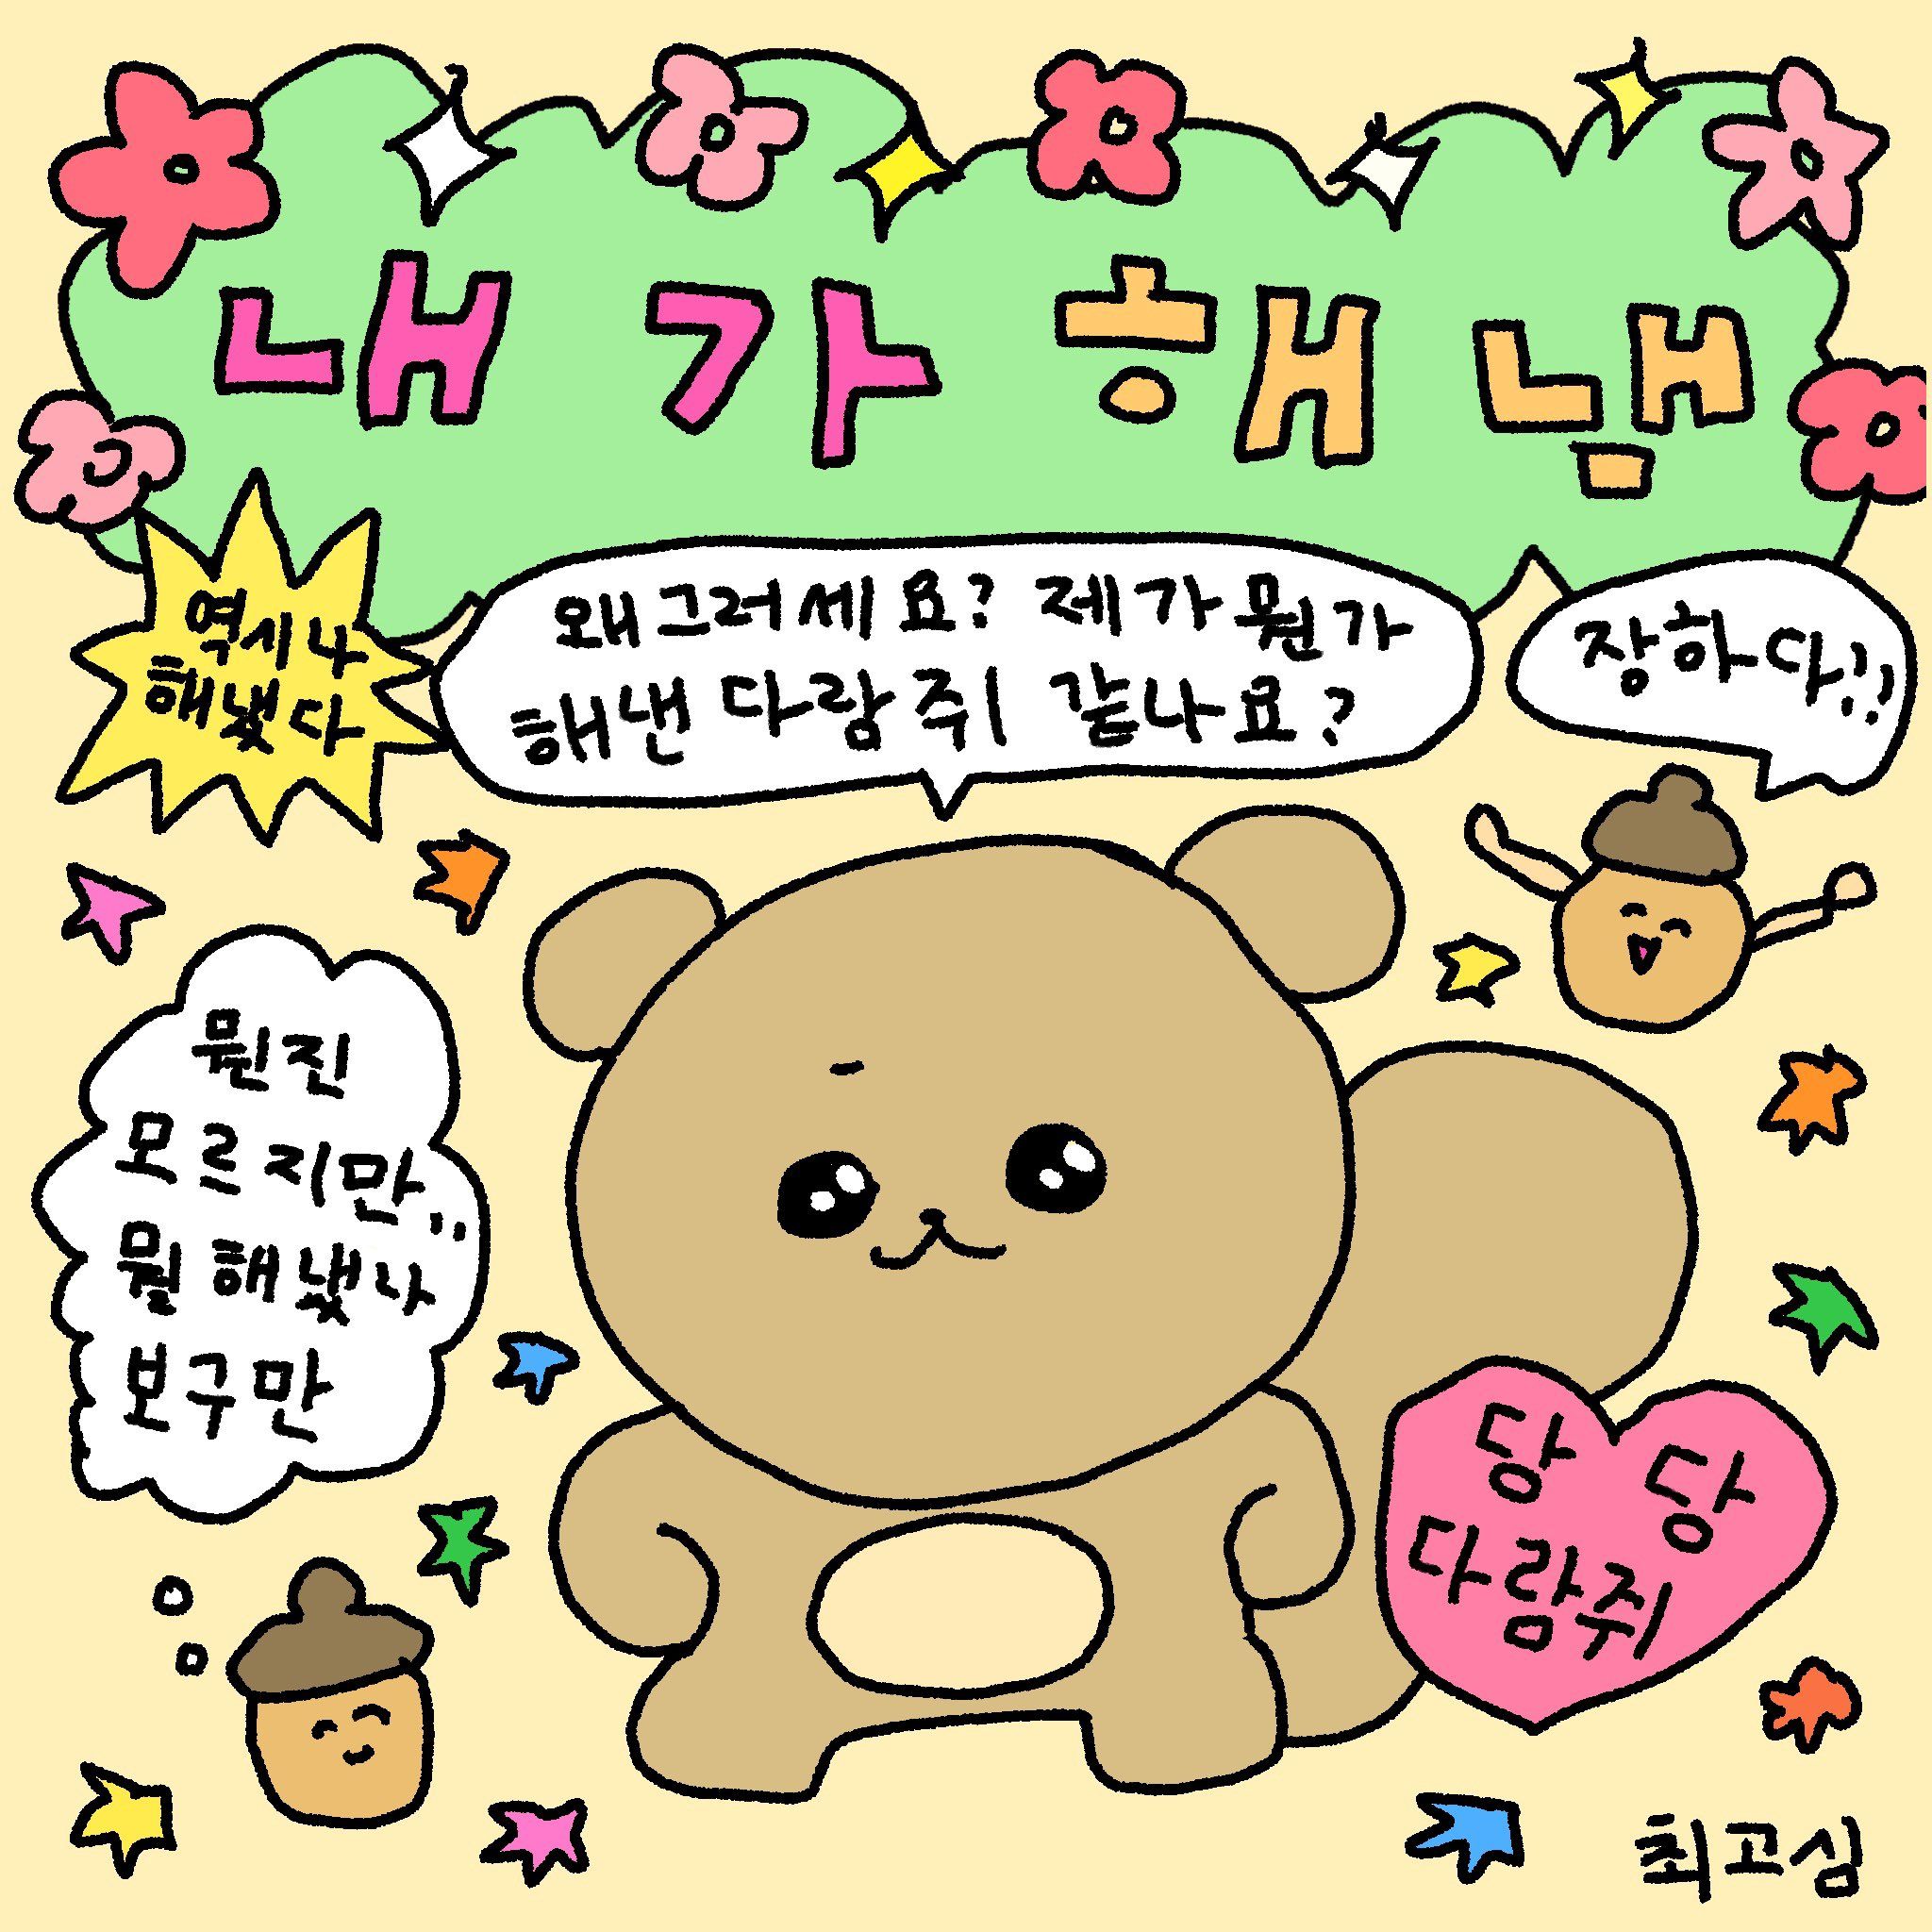 내가해낸
역시나
해냈다
왜그러세요? 제가뭔가
해낸 다람쥐 같나요?
장하다!!
뭔진
모르지만,,
뭘 해냈나
보구만
당당
다람쥐
최고심